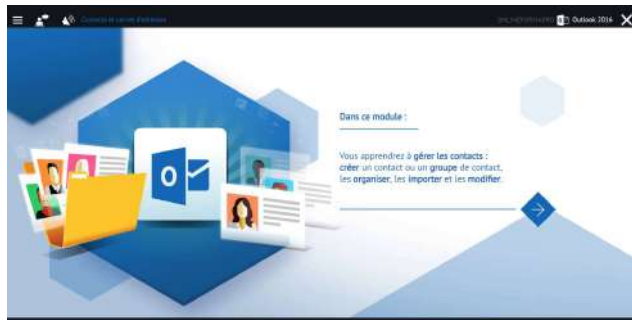 Contacts et carnet d'adresses
Outlook 2016
Dans ce module :
Vous apprendrez à gérer les contacts :
créer un contact ou un groupe de contact,
les organiser, les importer et les modifier.